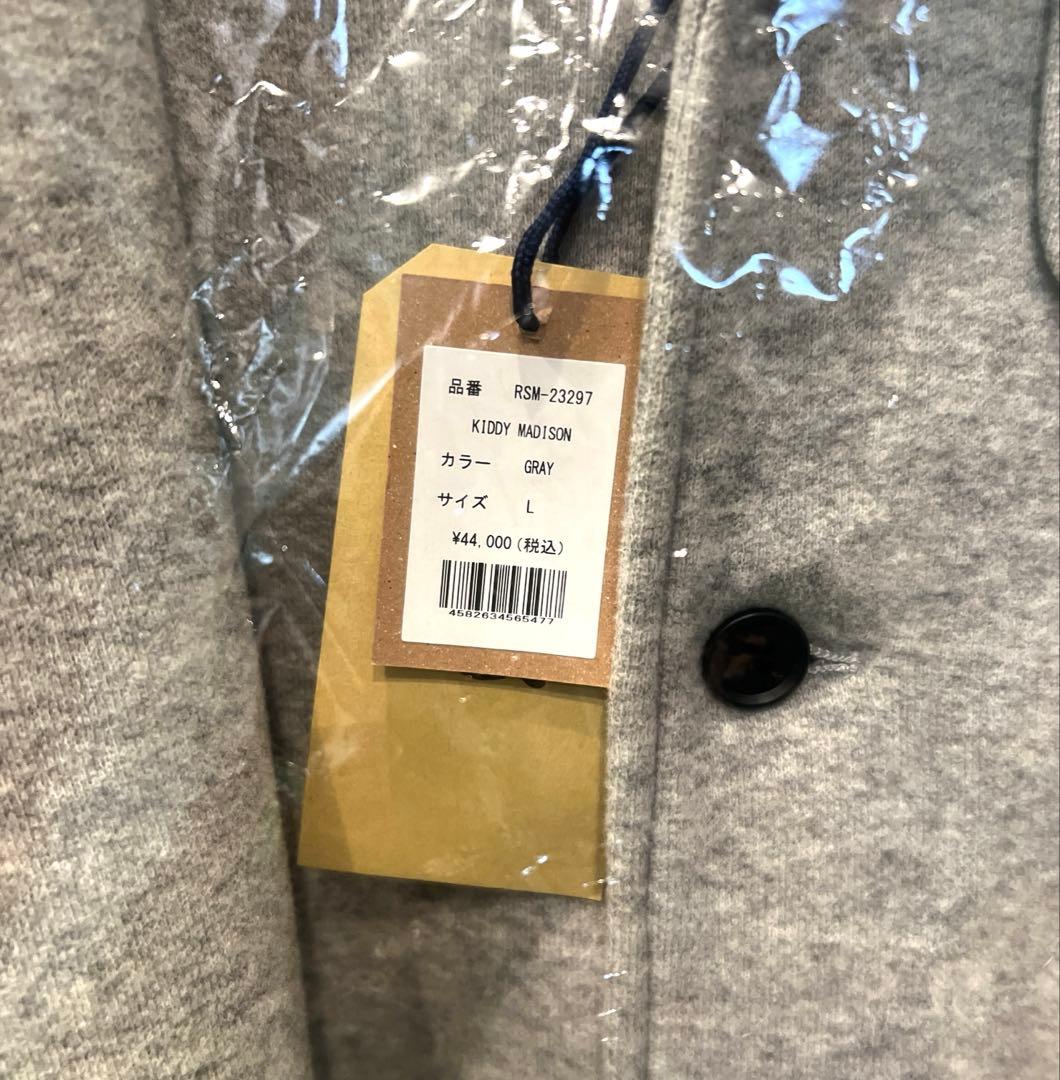 品番 RSM-23297
KIDDY MADISON
カラー GRAY
サイズ L
¥44,000(税込)
4582634565477